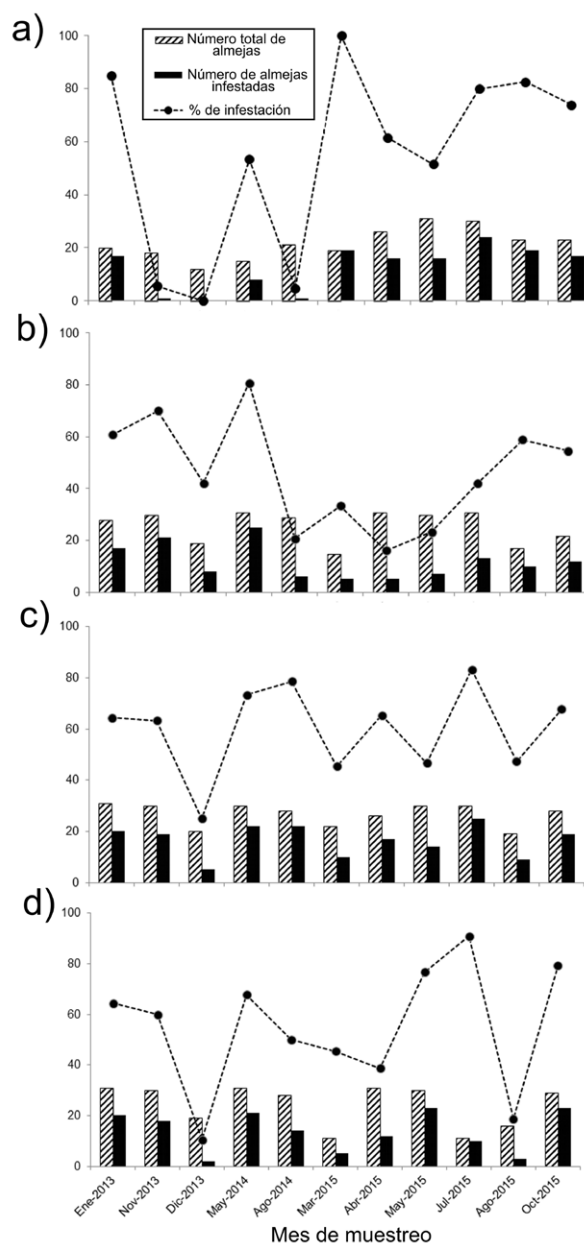 a)
100
80
60
40
20
0
Número total de
almejas
Número de almejas
infestadas
% de infestación
b)
100
80
60
40
20
0
c)
100
80
60
40
20
0
d)
100
80
60
40
20
0
Ene-2013
Nov-2013
Dic-2013
May-2014
Ago-2014
Mar-2015
Abr-2015
May-2015
Jul-2015
Ago-2015
Oct-2015
Mes de muestreo